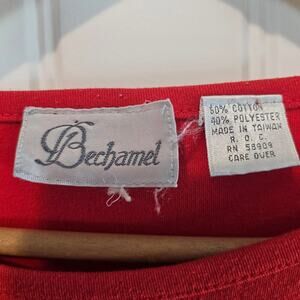 Bechamel
60% COTTON
40% POLYESTER
MADE IN TAIWAN
R. O. C.
RN 58909
CARE OVER